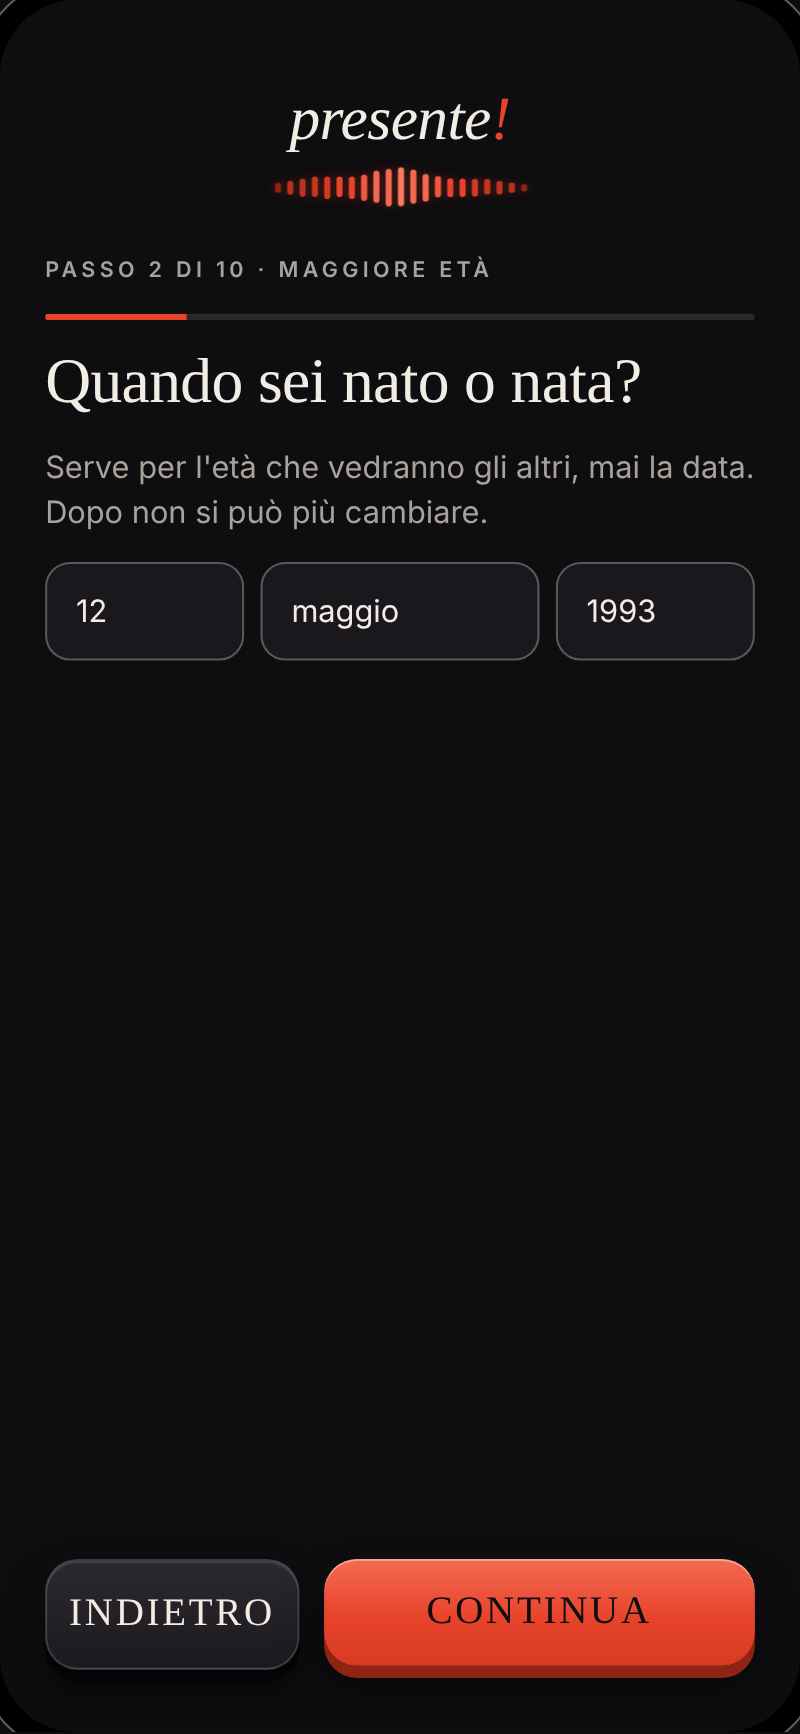 presente!
PASSO 2 DI 10 · MAGGIORE ETÀ
Quando sei nato o nata?
Serve per l'età che vedranno gli altri, mai la data.
Dopo non si può più cambiare.
12 maggio 1993
INDIETRO CONTINUA